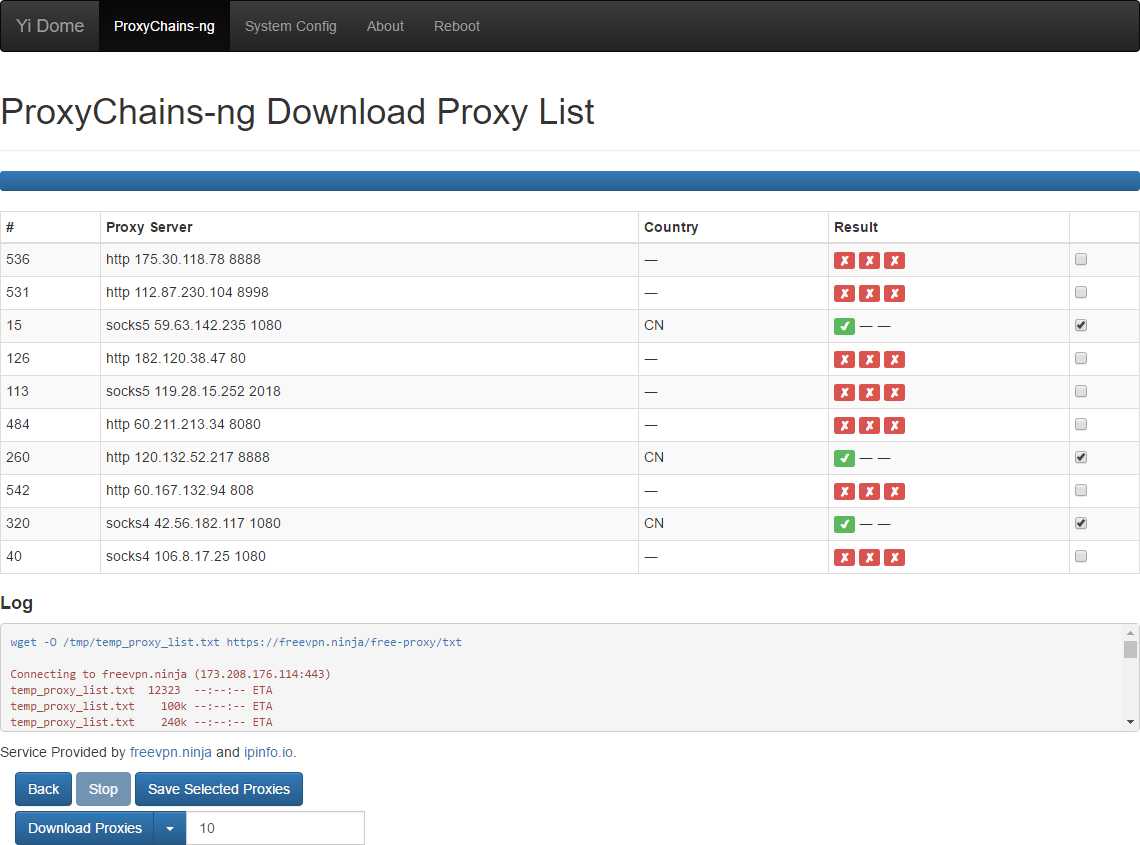 Yi Dome ProxyChains-ng System Config About Reboot
ProxyChains-ng Download Proxy List
# Proxy Server Country Result
536 http 175.30.118.78 8888 — ✘ ✘ ✘
531 http 112.87.230.104 8998 — ✘ ✘ ✘
15 socks5 59.63.142.235 1080 CN ✔ — —
126 http 182.120.38.47 80 — ✘ ✘ ✘
113 socks5 119.28.15.252 2018 — ✘ ✘ ✘
484 http 60.211.213.34 8080 — ✘ ✘ ✘
260 http 120.132.52.217 8888 CN ✔ — —
542 http 60.167.132.94 808 — ✘ ✘ ✘
320 socks4 42.56.182.117 1080 CN ✔ — —
40 socks4 106.8.17.25 1080 — ✘ ✘ ✘
Log
wget -O /tmp/temp_proxy_list.txt https://freevpn.ninja/free-proxy/txt
Connecting to freevpn.ninja (173.208.176.114:443)
temp_proxy_list.txt 12323 --:--:-- ETA
temp_proxy_list.txt 100k --:--:-- ETA
temp_proxy_list.txt 240k --:--:-- ETA
Service Provided by freevpn.ninja and ipinfo.io.
Back Stop Save Selected Proxies
Download Proxies 10